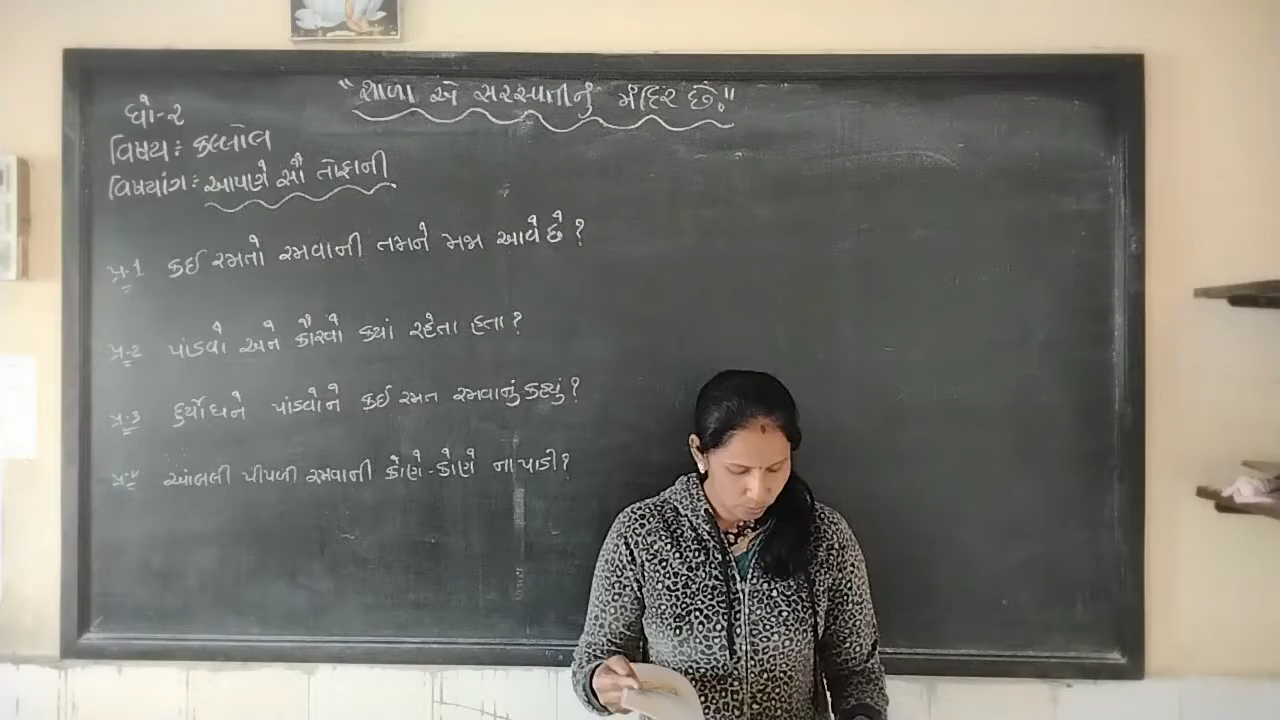 "શાળા એ સરસ્વતીનું મંદિર છે."
ધો-૨
વિષય: કલ્લોલ
વિષયાંગ: આપણે સૌ તોફાની
પ્ર-1 કઈ રમતો રમવાની તમને મજા આવે છે ?
પ્ર-૨ પાંડવો અને કૌરવો ક્યાં રહેતા હતા ?
પ્ર-૩ દુર્યોધને પાંડવોને કઈ રમત રમવાનું કહ્યું ?
પ્ર-૪ આંબલી પીપળી રમવાની કોણે-કોણે ના પાડી ?